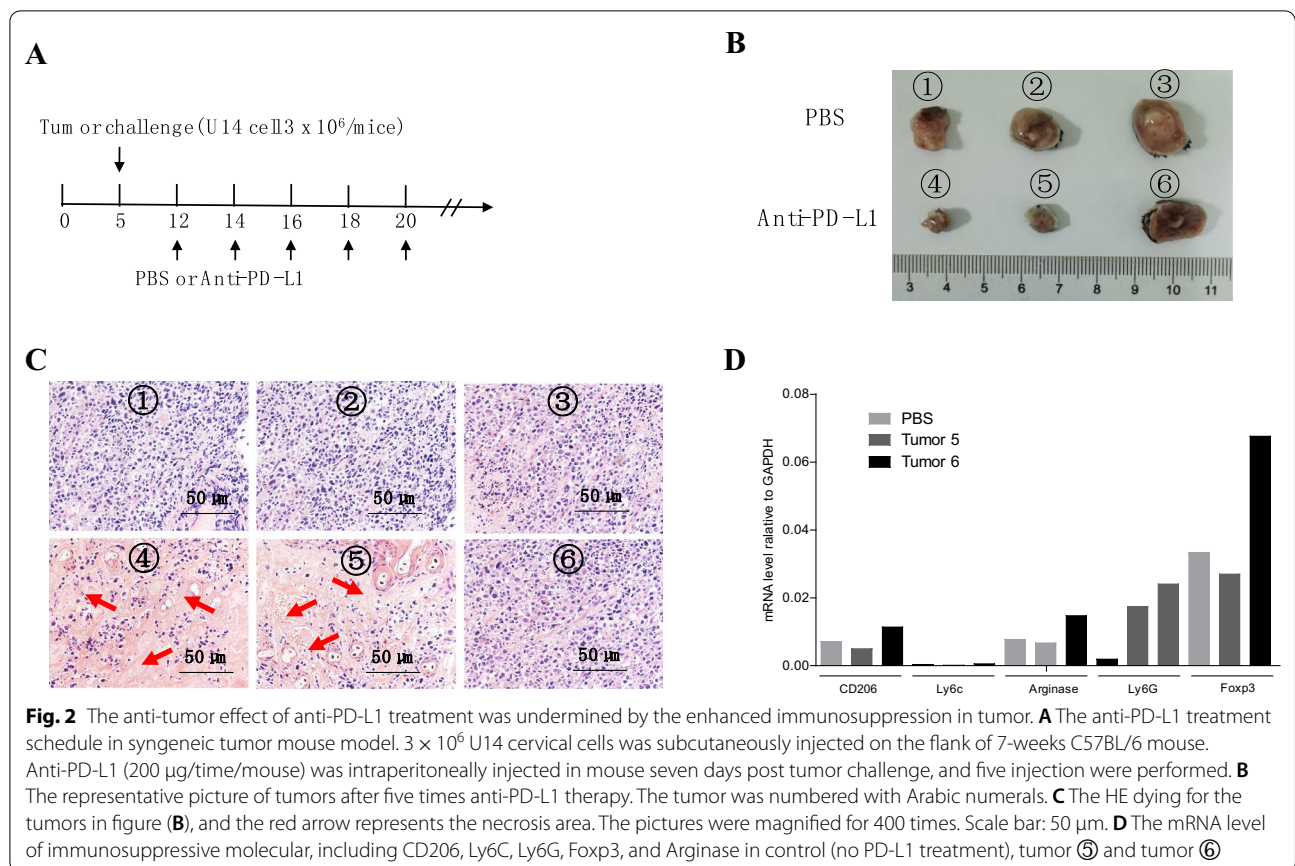 A
Tumor challenge (U14 cell 3 x 10⁶/mice)
0 5 12 14 16 18 20
PBS or Anti-PD-L1
B
PBS
Anti-PD-L1
① ② ③
④ ⑤ ⑥
3 4 5 6 7 8 9 10 11
C
① ② ③
50 μm 50 μm 50 μm
④ ⑤ ⑥
50 μm 50 μm 50 μm
D
mRNA level ralative to GAPDH
0.08
0.06
0.04
0.02
0.00
PBS
Tumor 5
Tumor 6
CD206 Ly6c Arginase Ly6G Foxp3
Fig. 2 The anti-tumor effect of anti-PD-L1 treatment was undermined by the enhanced immunosuppression in tumor. A The anti-PD-L1 treatment
schedule in syngeneic tumor mouse model. 3 × 10⁶ U14 cervical cells was subcutaneously injected on the flank of 7-weeks C57BL/6 mouse.
Anti-PD-L1 (200 μg/time/mouse) was intraperitoneally injected in mouse seven days post tumor challenge, and five injection were performed. B
The representative picture of tumors after five times anti-PD-L1 therapy. The tumor was numbered with Arabic numerals. C The HE dying for the
tumors in figure (B), and the red arrow represents the necrosis area. The pictures were magnified for 400 times. Scale bar: 50 μm. D The mRNA level
of immunosuppressive molecular, including CD206, Ly6C, Ly6G, Foxp3, and Arginase in control (no PD-L1 treatment), tumor ⑤ and tumor ⑥